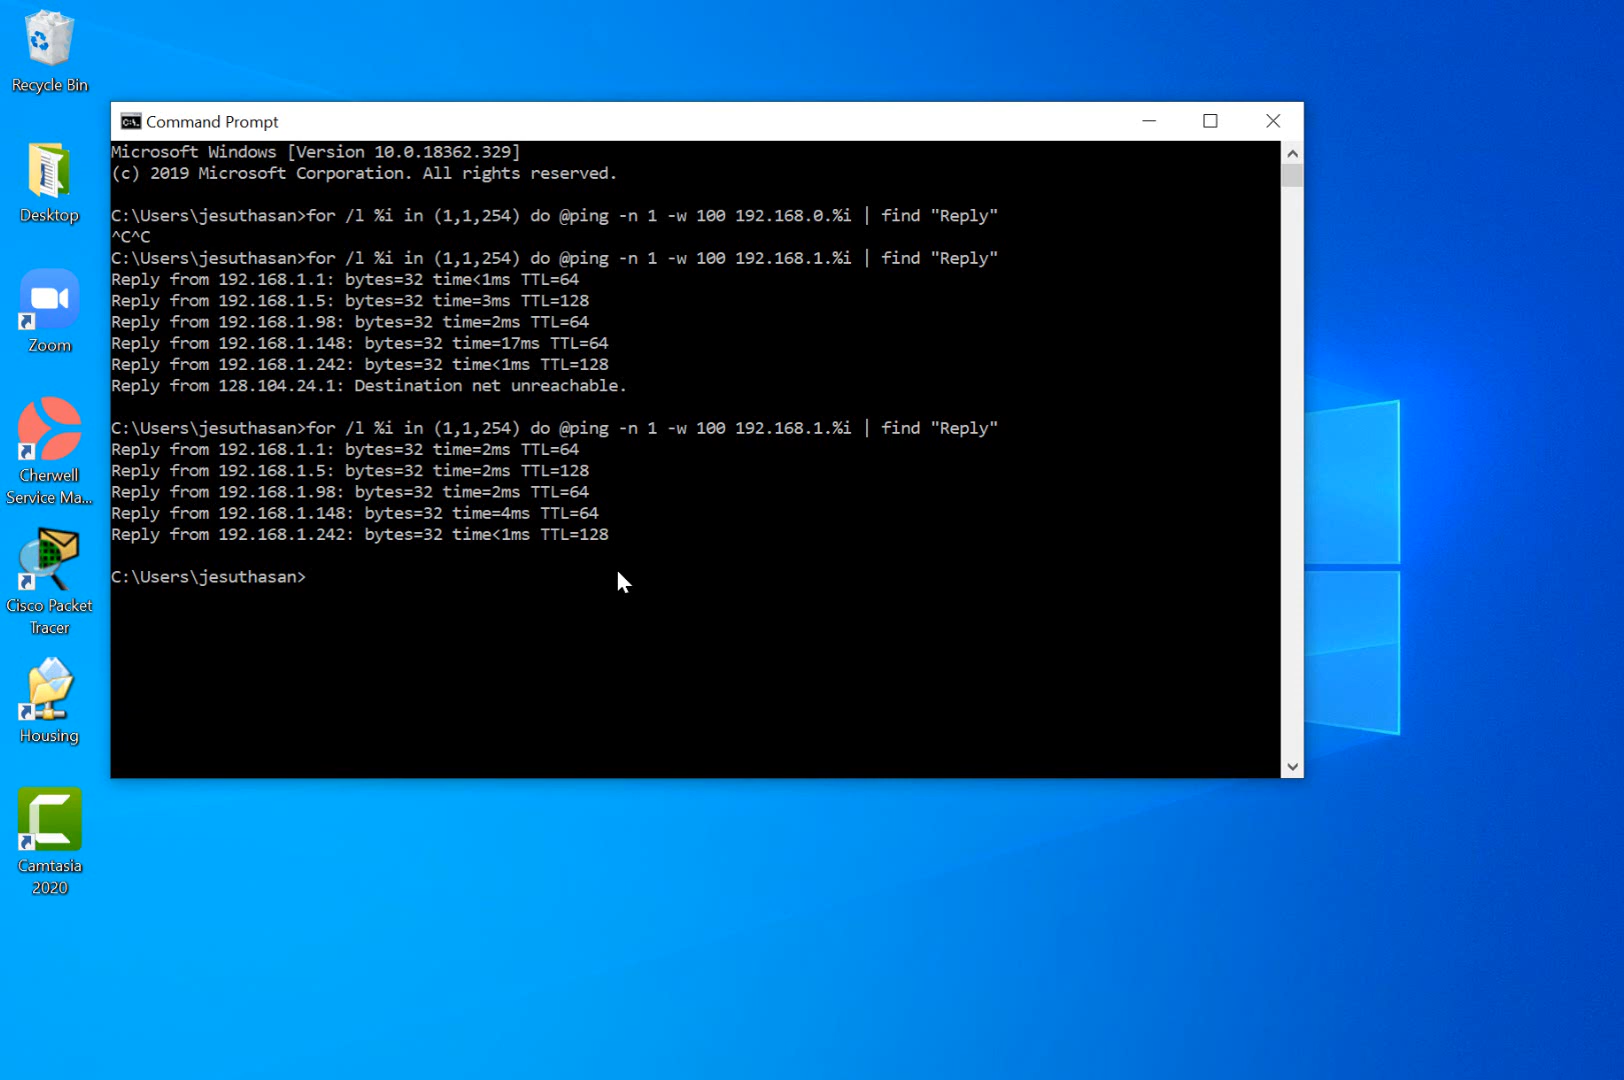 Recycle Bin
Desktop
Zoom
Cherwell
Service Ma...
Cisco Packet
Tracer
Housing
Camtasia
2020
C:\.
Command Prompt
Microsoft Windows [Version 10.0.18362.329]
(c) 2019 Microsoft Corporation. All rights reserved.
C:\Users\jesuthasan>for /l %i in (1,1,254) do @ping -n 1 -w 100 192.168.0.%i | find "Reply"
^C^C
C:\Users\jesuthasan>for /l %i in (1,1,254) do @ping -n 1 -w 100 192.168.1.%i | find "Reply"
Reply from 192.168.1.1: bytes=32 time<1ms TTL=64
Reply from 192.168.1.5: bytes=32 time=3ms TTL=128
Reply from 192.168.1.98: bytes=32 time=2ms TTL=64
Reply from 192.168.1.148: bytes=32 time=17ms TTL=64
Reply from 192.168.1.242: bytes=32 time<1ms TTL=128
Reply from 128.104.24.1: Destination net unreachable.
C:\Users\jesuthasan>for /l %i in (1,1,254) do @ping -n 1 -w 100 192.168.1.%i | find "Reply"
Reply from 192.168.1.1: bytes=32 time=2ms TTL=64
Reply from 192.168.1.5: bytes=32 time=2ms TTL=128
Reply from 192.168.1.98: bytes=32 time=2ms TTL=64
Reply from 192.168.1.148: bytes=32 time=4ms TTL=64
Reply from 192.168.1.242: bytes=32 time<1ms TTL=128
C:\Users\jesuthasan>